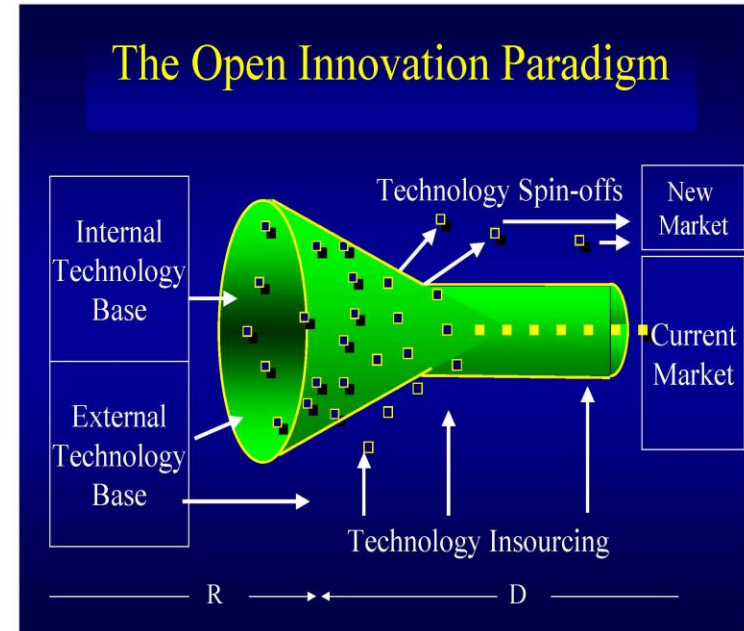 The Open Innovation Paradigm
Technology Spin-offs
New
Market
Internal
Technology
Base
Current
Market
External
Technology
Base
Technology Insourcing
R
D